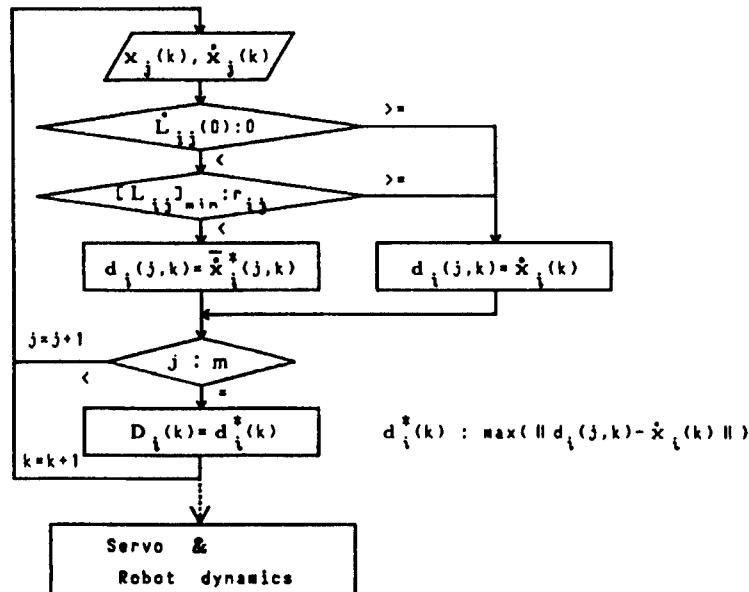 x_j(k), ẋ_j(k)
L̇_ij(0):0
>=
<
[L_ij]_min:r_ij
>=
<
d_i(j,k)=x̄̇*_i(j,k)
d_i(j,k)=ẋ_i(k)
j=j+1
j : m
<
=
D_i(k)=d*_i(k)
d*_i(k) : max(‖d_i(j,k)-ẋ_i(k)‖)
k=k+1
Servo &
Robot dynamics